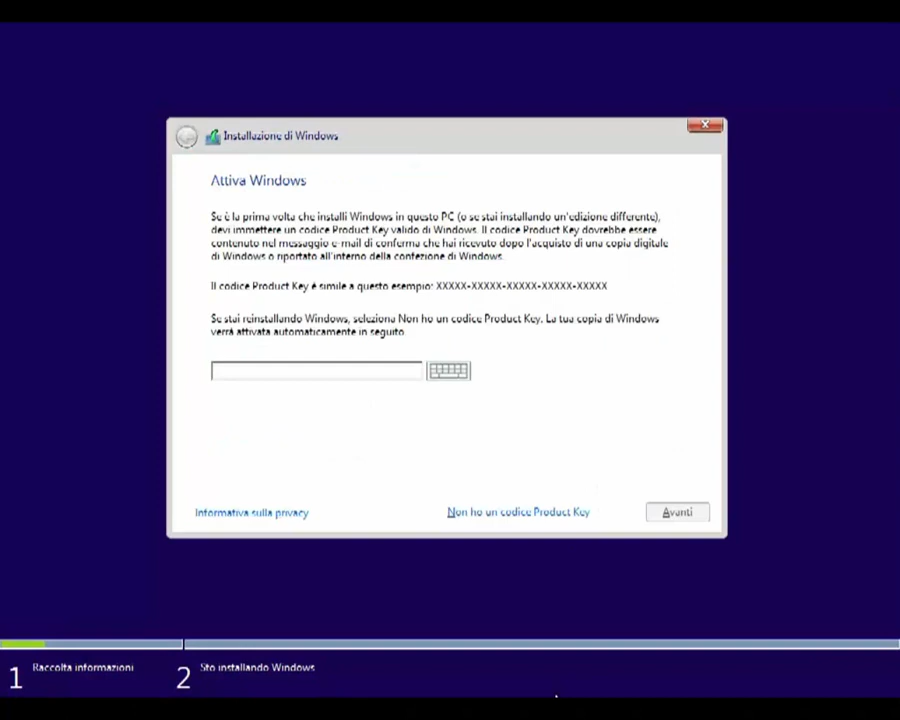 Installazione di Windows
Attiva Windows
Se è la prima volta che installi Windows in questo PC (o se stai installando un'edizione differente),
devi immettere un codice Product Key valido di Windows. Il codice Product Key dovrebbe essere
contenuto nel messaggio e-mail di conferma che hai ricevuto dopo l'acquisto di una copia digitale
di Windows o riportato all'interno della confezione di Windows.
Il codice Product Key è simile a questo esempio: XXXXX-XXXXX-XXXXX-XXXXX-XXXXX
Se stai reinstallando Windows, seleziona Non ho un codice Product Key. La tua copia di Windows
verrà attivata automaticamente in seguito.
Informativa sulla privacy
Non ho un codice Product Key
Avanti
1 Raccolta informazioni
2 Sto installando Windows